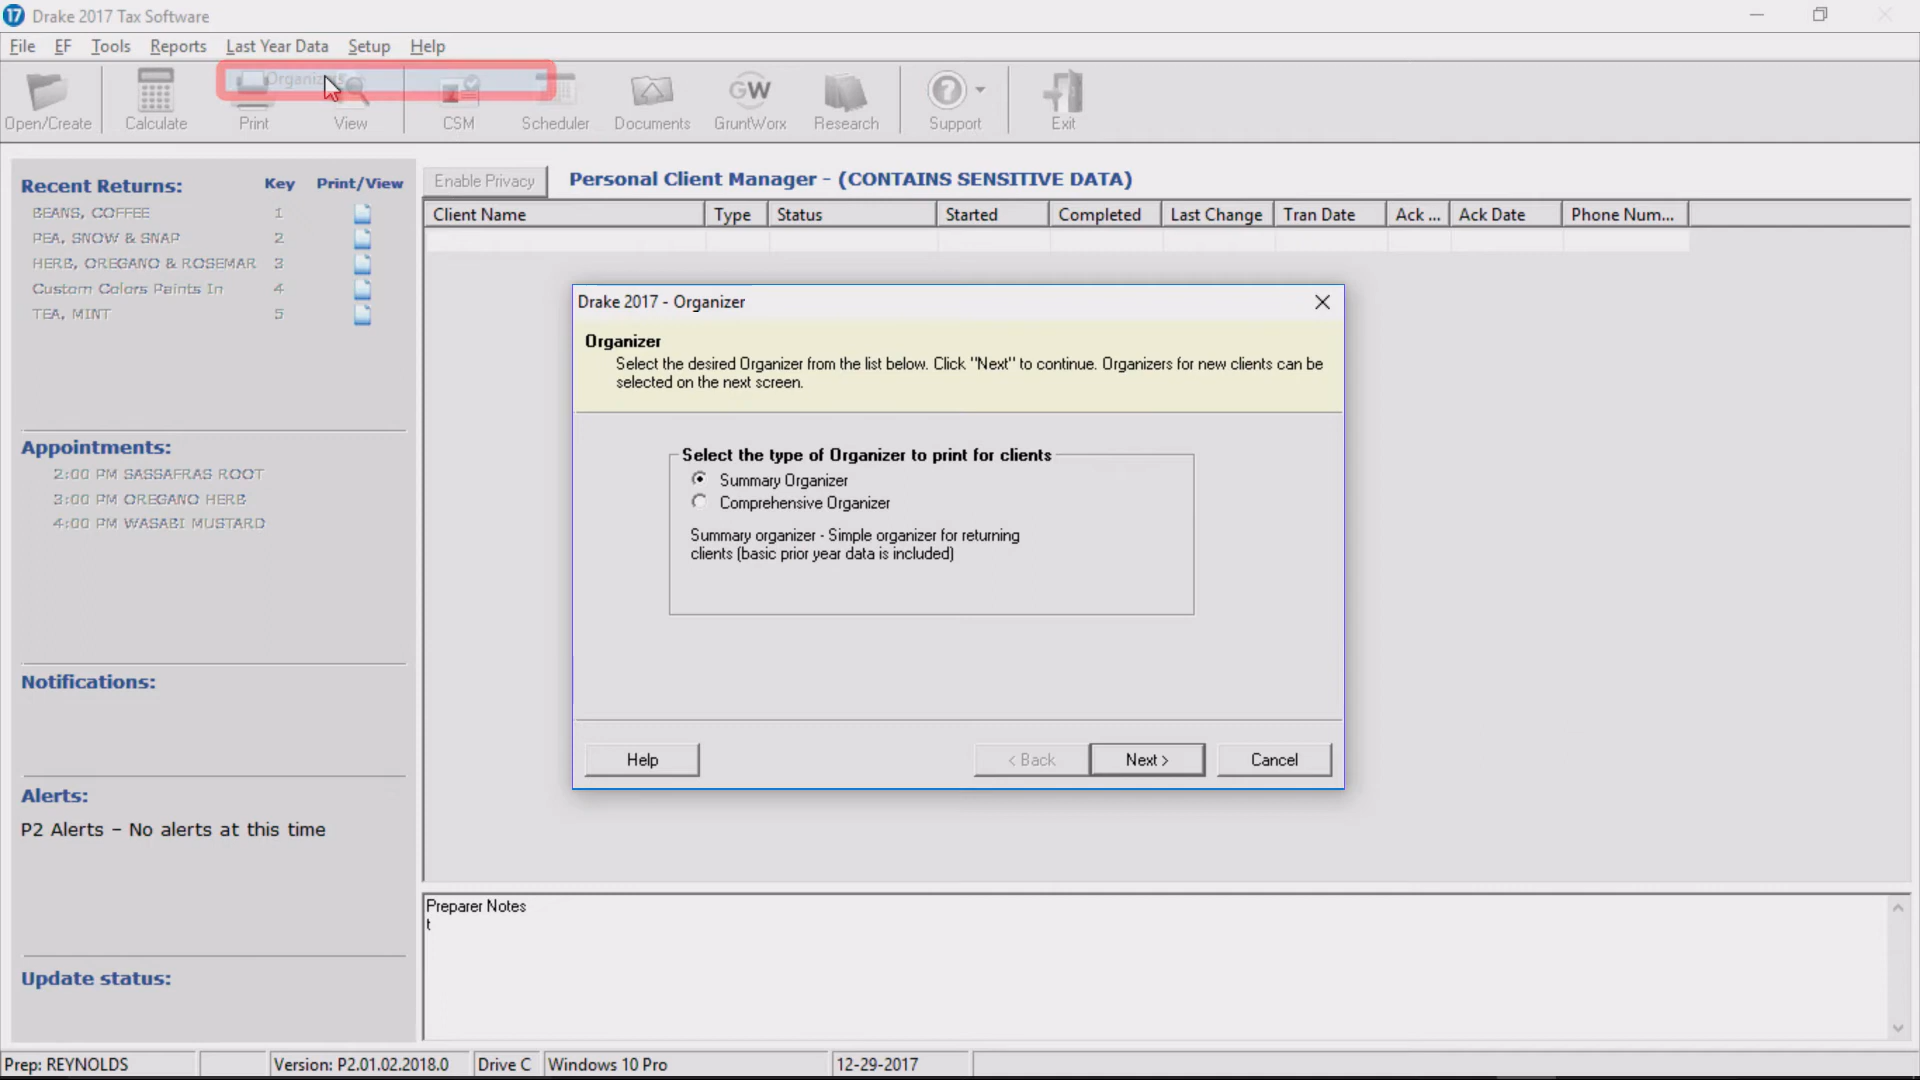 17 Drake 2017 Tax Software
File EF Tools Reports Last Year Data Setup Help
Organizers
Open/Create Calculate Print View CSM Scheduler Documents GW GruntWorx Research ? Support Exit
Recent Returns: Key Print/View
BEANS, COFFEE 1
PEA, SNOW & SNAP 2
HERB, OREGANO & ROSEMAR 3
Custom Colors Paints In 4
TEA, MINT 5
Appointments:
2:00 PM SASSAFRAS ROOT
3:00 PM OREGANO HERB
4:00 PM WASABI MUSTARD
Notifications:
Alerts:
P2 Alerts - No alerts at this time
Update status:
Enable Privacy Personal Client Manager - (CONTAINS SENSITIVE DATA)
Client Name Type Status Started Completed Last Change Tran Date Ack ... Ack Date Phone Num...
Drake 2017 - Organizer
Organizer
Select the desired Organizer from the list below. Click "Next" to continue. Organizers for new clients can be
selected on the next screen.
Select the type of Organizer to print for clients
Summary Organizer
Comprehensive Organizer
Summary organizer - Simple organizer for returning
clients (basic prior year data is included)
Help < Back Next > Cancel
Preparer Notes
t
Prep: REYNOLDS Version: P2.01.02.2018.0 Drive C Windows 10 Pro 12-29-2017